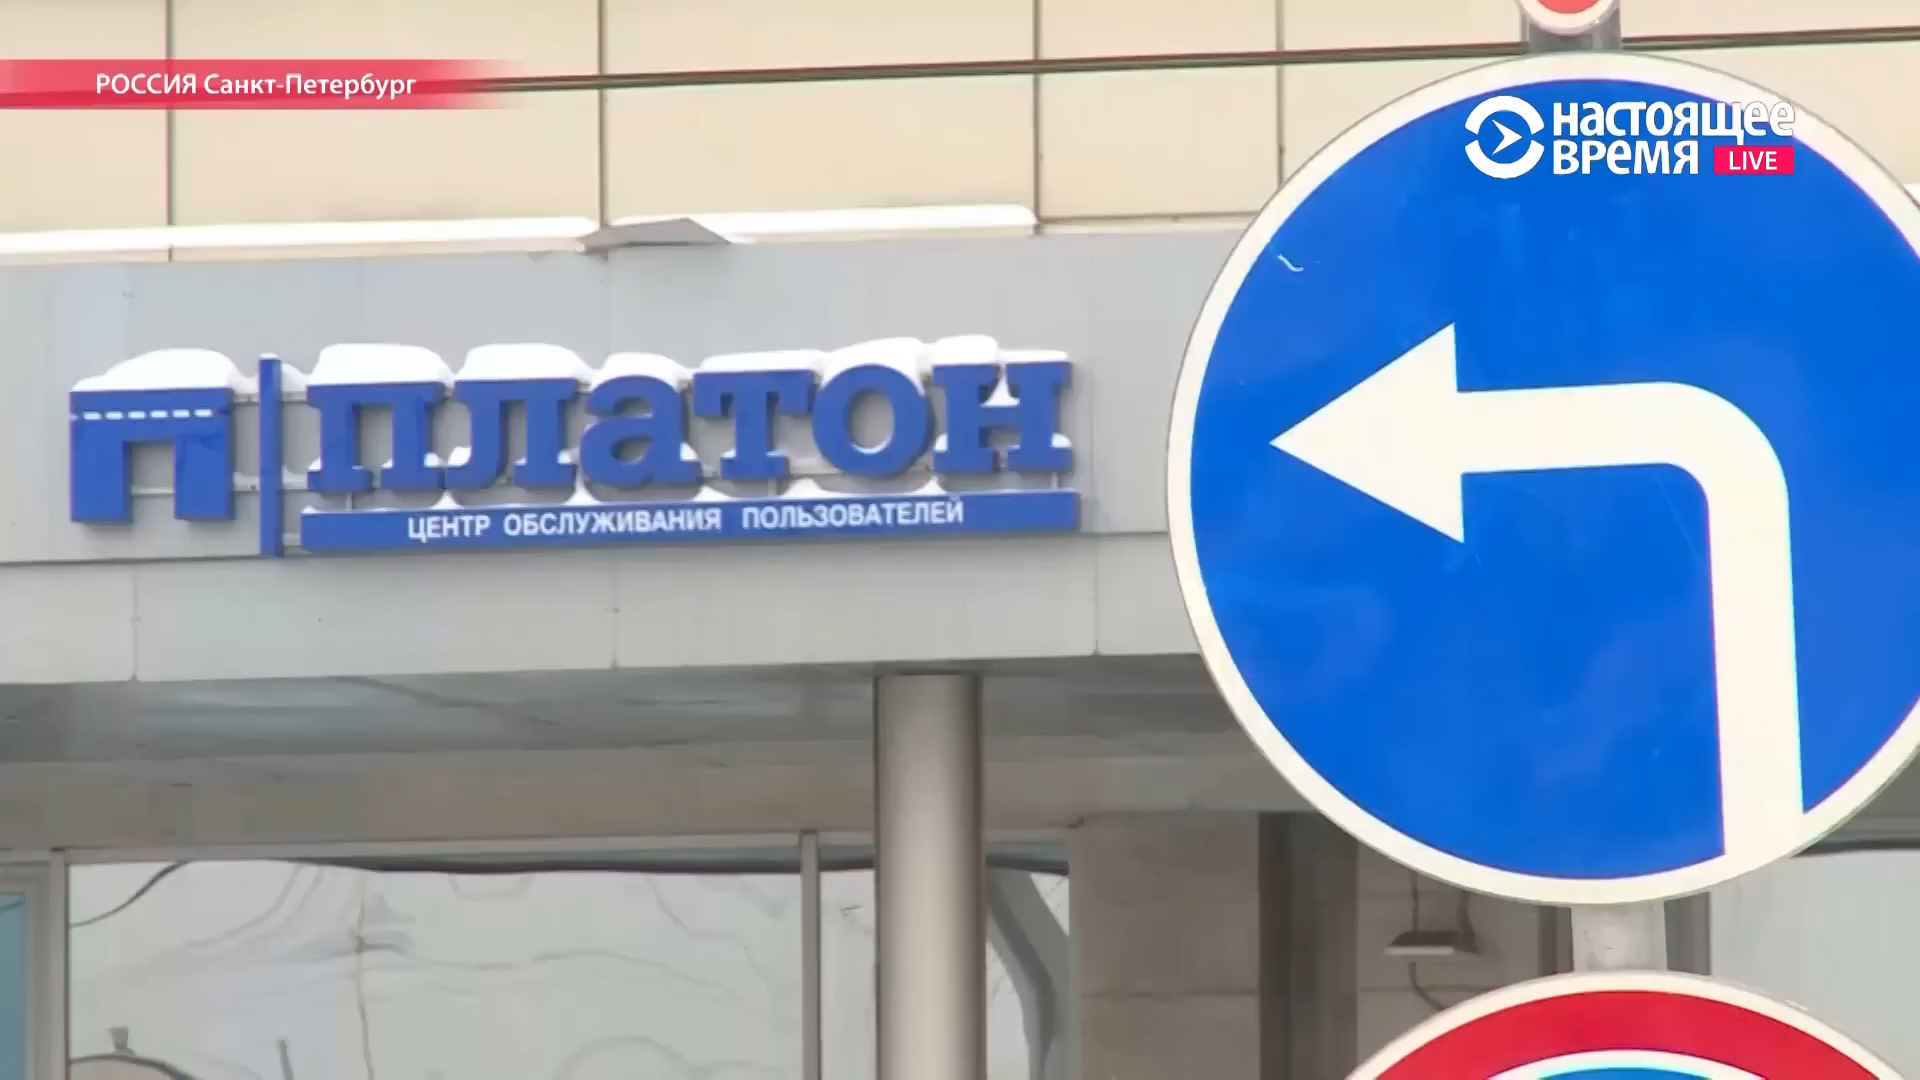 РОССИЯ Санкт-Петербург
НАСТОЯЩЕЕ
ВРЕМЯ LIVE
платон
ЦЕНТР ОБСЛУЖИВАНИЯ ПОЛЬЗОВАТЕЛЕЙ